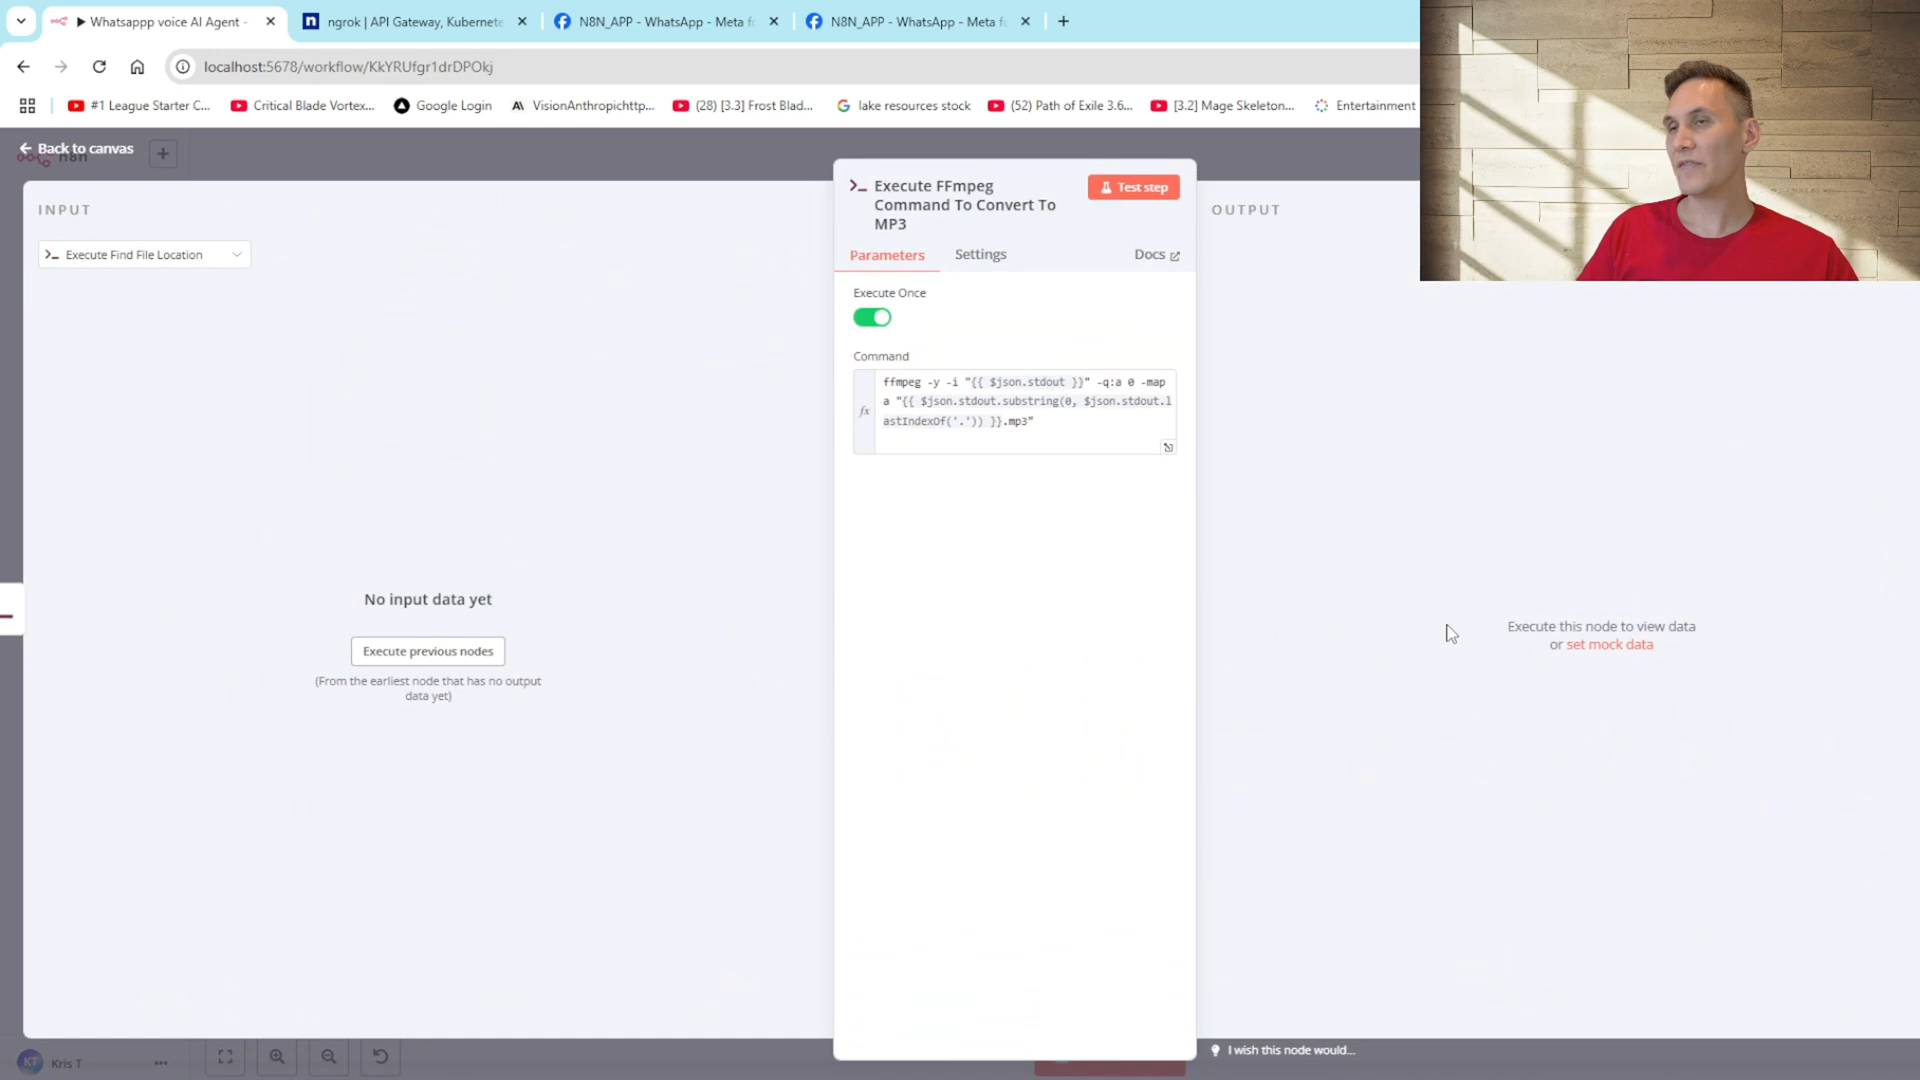 Whatsappp voice AI Agent -
ngrok | API Gateway, Kubernete
N8N_APP - WhatsApp - Meta fo
N8N_APP - WhatsApp - Meta fo
localhost:5678/workflow/KkYRUfgr1drDPOkj
#1 League Starter C...
Critical Blade Vortex...
Google Login
VisionAnthropichttp...
(28) [3.3] Frost Blad...
lake resources stock
(52) Path of Exile 3.6...
[3.2] Mage Skeleton...
Entertainment
Back to canvas
n8n
INPUT
Execute Find File Location
No input data yet
Execute previous nodes
(From the earliest node that has no output
data yet)
Execute FFmpeg
Command To Convert To
MP3
Test step
Parameters
Settings
Docs
Execute Once
Command
fx
ffmpeg -y -i "{{ $json.stdout }}" -q:a 0 -map
a "{{ $json.stdout.substring(0, $json.stdout.l
astIndexOf('.')) }}.mp3"
OUTPUT
Execute this node to view data
or set mock data
I wish this node would...
KT
Kris T